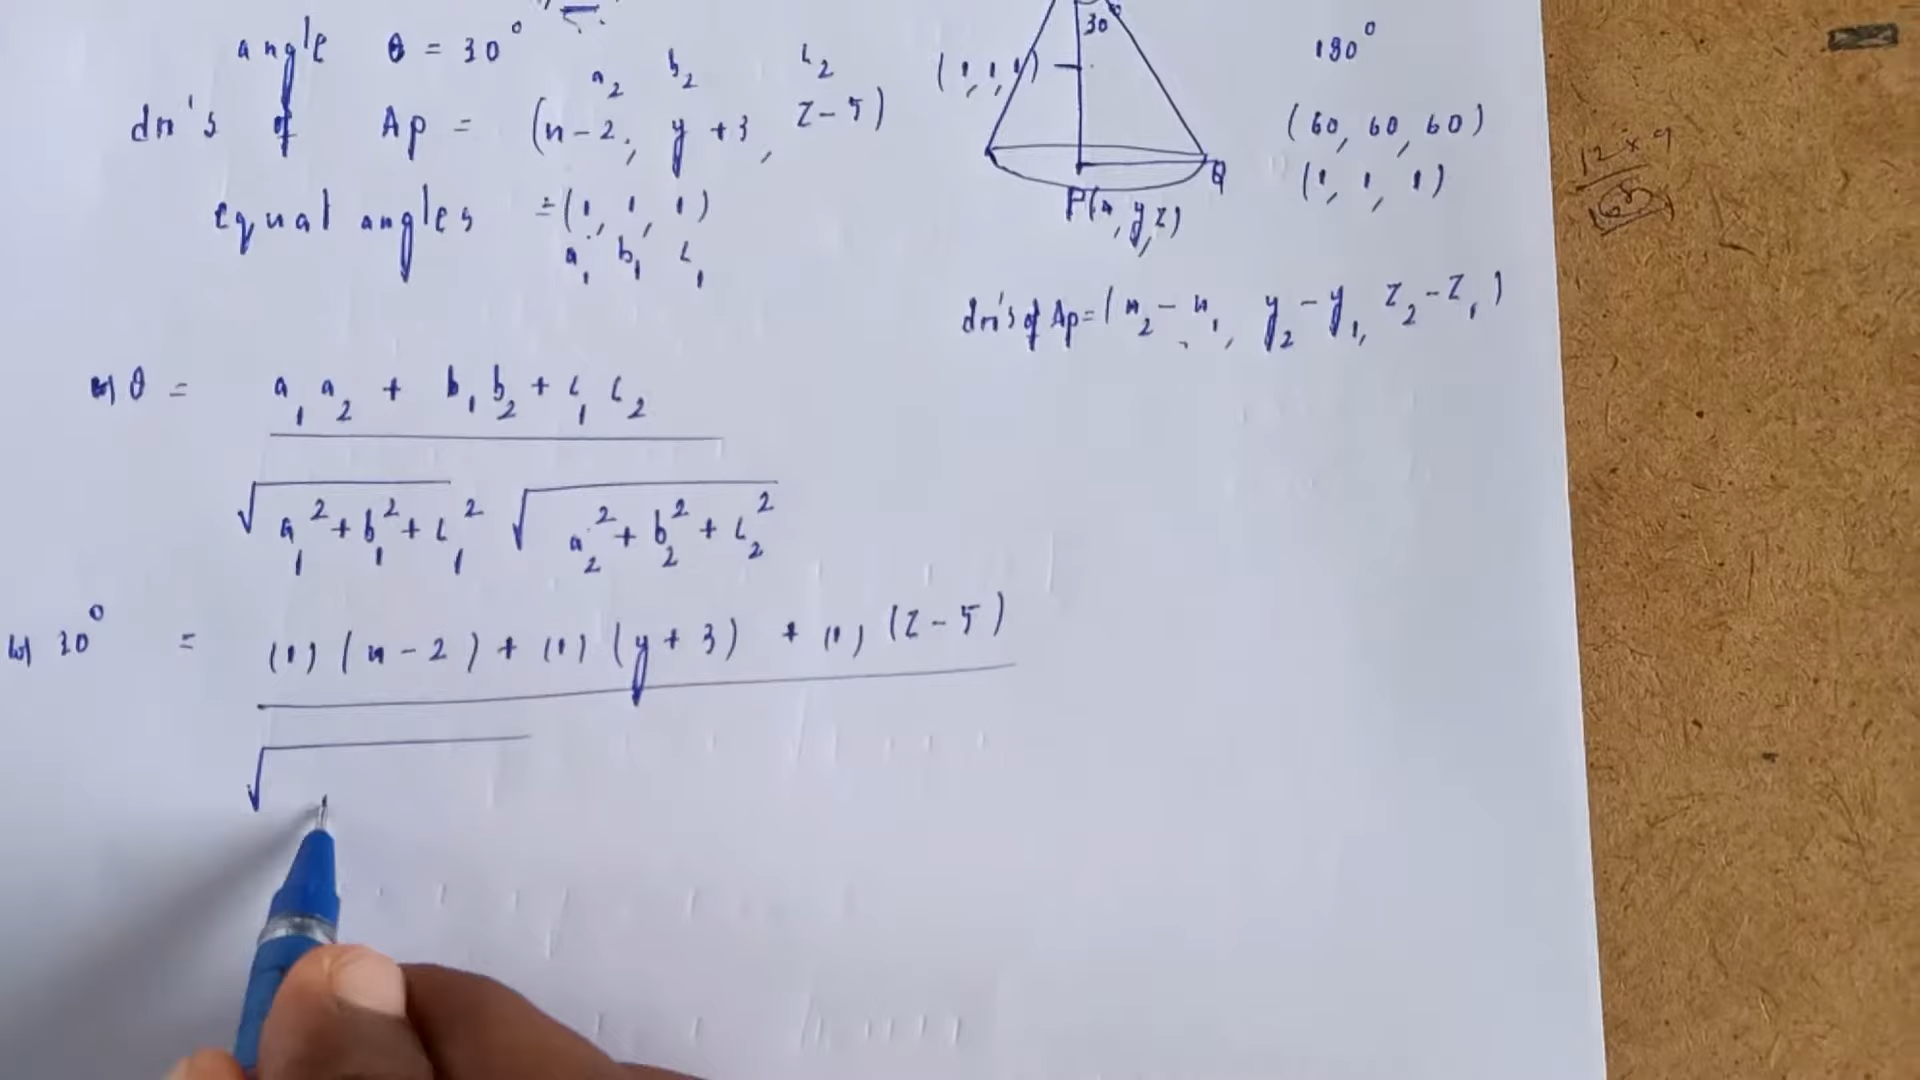 angle θ = 30°
a₂ b₂ c₂
dr's of AP = (x-2, y+3, z-5)
equal angles = (1, 1, 1)
a₁ b₁ c₁
30°
(1,1,1)
P(x,y,z)
Q
180°
(60, 60, 60)
(1, 1, 1)
12 x 9
dr's of AP = (x₂ - x₁, y₂ - y₁, z₂ - z₁)
cos θ = a₁a₂ + b₁b₂ + c₁c₂
√a₁² + b₁² + c₁² √a₂² + b₂² + c₂²
cos 30° = (1)(x-2) + (1)(y+3) + (1)(z-5)
√